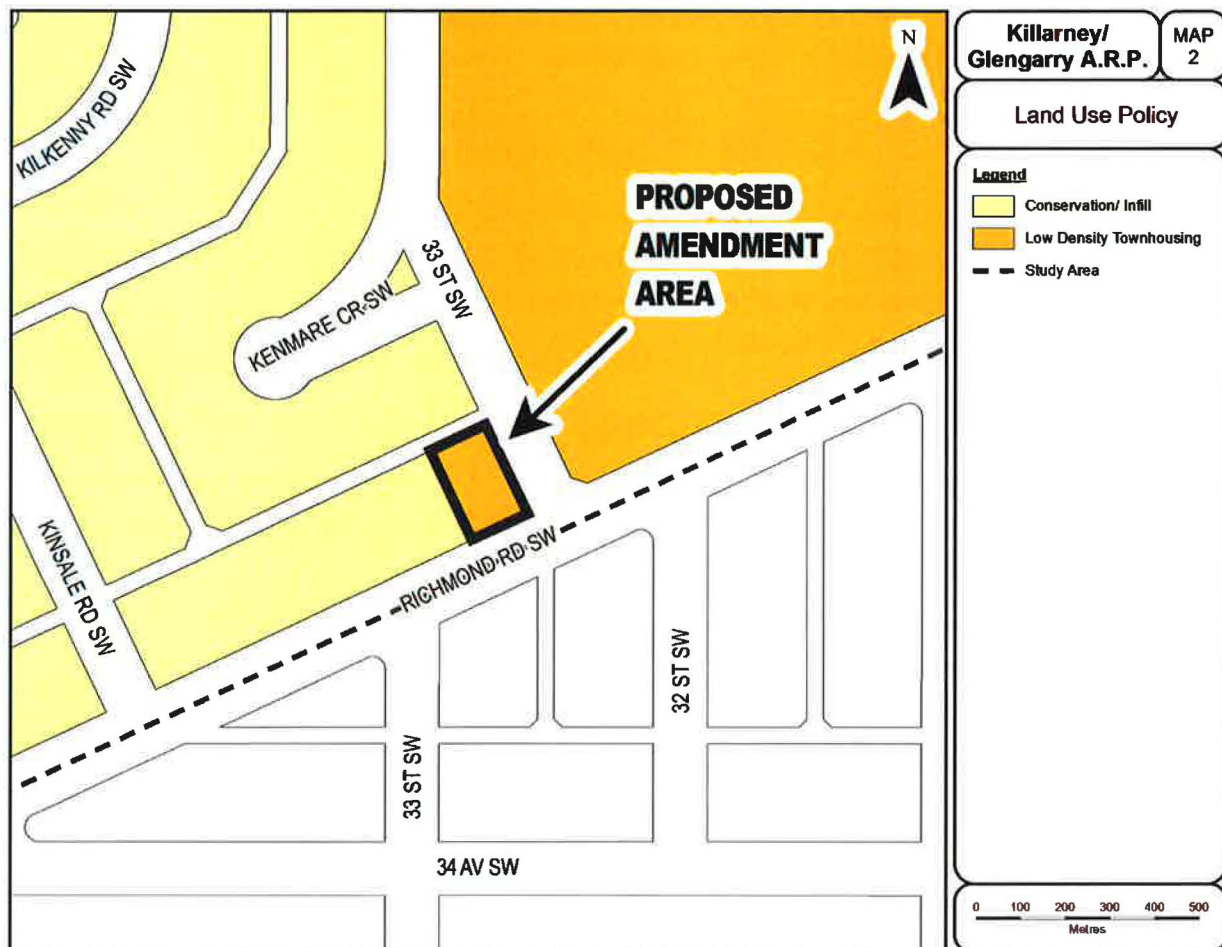 Killarney/
Glengarry A.R.P.
MAP
2
Land Use Policy
Legend
Conservation/ Infill
Low Density Townhousing
Study Area
0 100 200 300 400 500
Metres
N
KILKENNY RD SW
PROPOSED
AMENDMENT
AREA
33 ST SW
KENMARE CR SW
KINSALE RD SW
RICHMOND RD SW
32 ST SW
33 ST SW
34 AV SW